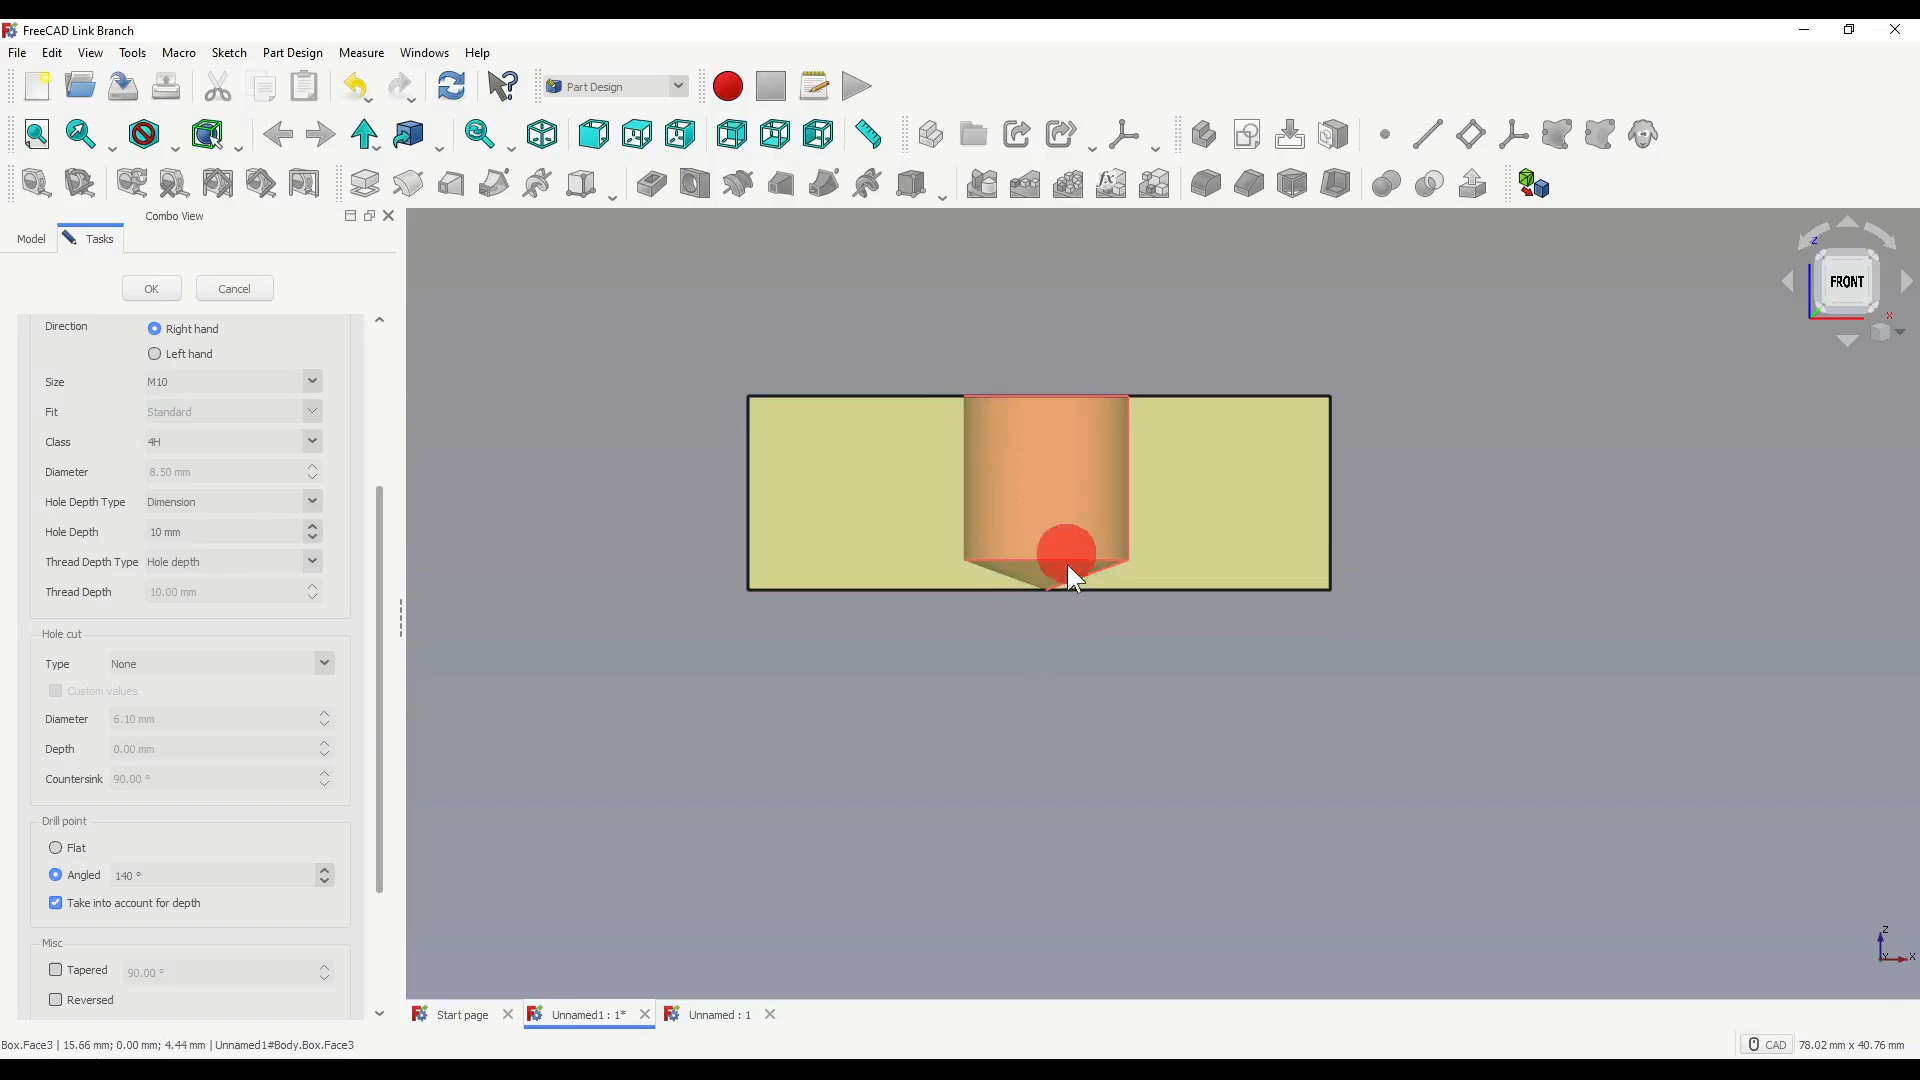 FreeCAD Link Branch
File Edit View Tools Macro Sketch Part Design Measure Windows Help
Part Design
f(x)
Combo View
Model Tasks
OK Cancel
Direction Right hand
Left hand
Size M10
Fit Standard
Class 4H
Diameter 8.50 mm
Hole Depth Type Dimension
Hole Depth 10 mm
Thread Depth Type Hole depth
Thread Depth 10.00 mm
Hole cut
Type None
Custom values
Diameter 6.10 mm
Depth 0.00 mm
Countersink 90.00 °
Drill point
Flat
Angled 140 °
Take into account for depth
Misc
Tapered 90.00 °
Reversed
Z
FRONT
X
Z
Y X
Start page Unnamed1 : 1* Unnamed : 1
Box.Face3 | 15.66 mm; 0.00 mm; 4.44 mm | Unnamed1#Body.Box.Face3
CAD 78.02 mm x 40.76 mm